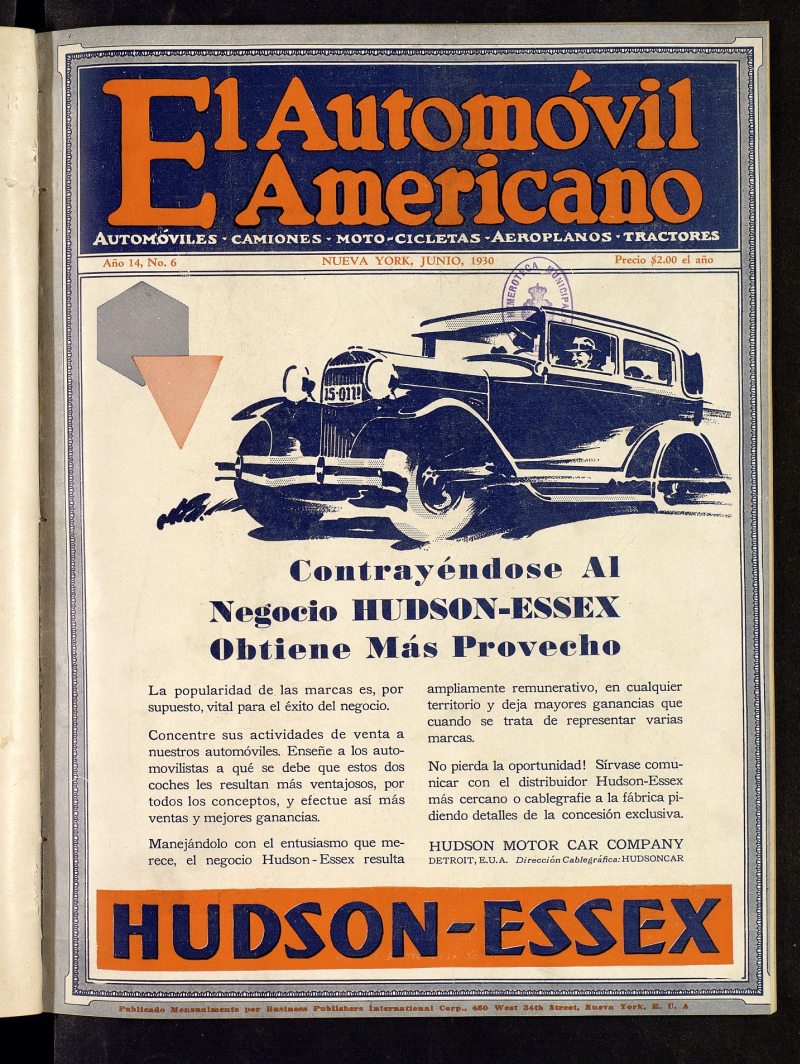 El Automóvil
Americano
AUTOMÓVILES · CAMIONES · MOTO-CICLETAS · AEROPLANOS · TRACTORES
Año 14, No. 6 NUEVA YORK, JUNIO, 1930 Precio $2.00 el año
HEMEROTECA MUNICIPAL
15-0111
Contrayéndose Al
Negocio HUDSON-ESSEX
Obtiene Más Provecho
La popularidad de las marcas es, por
supuesto, vital para el éxito del negocio.
Concentre sus actividades de venta a
nuestros automóviles. Enseñe a los auto-
movilistas a qué se debe que estos dos
coches les resultan más ventajosos, por
todos los conceptos, y efectue así más
ventas y mejores ganancias.
Manejándolo con el entusiasmo que me-
rece, el negocio Hudson-Essex resulta
ampliamente remunerativo, en cualquier
territorio y deja mayores ganancias que
cuando se trata de representar varias
marcas.
No pierda la oportunidad! Sírvase comu-
nicar con el distribuidor Hudson-Essex
más cercano o cablegrafie a la fábrica pi-
diendo detalles de la concesión exclusiva.
HUDSON MOTOR CAR COMPANY
DETROIT, E.U.A. Dirección Cablegráfica: HUDSONCAR
HUDSON-ESSEX
Publicado Mensualmente por Business Publishers International Corp., 460 West 34th Street, Nueva York, E. U. A